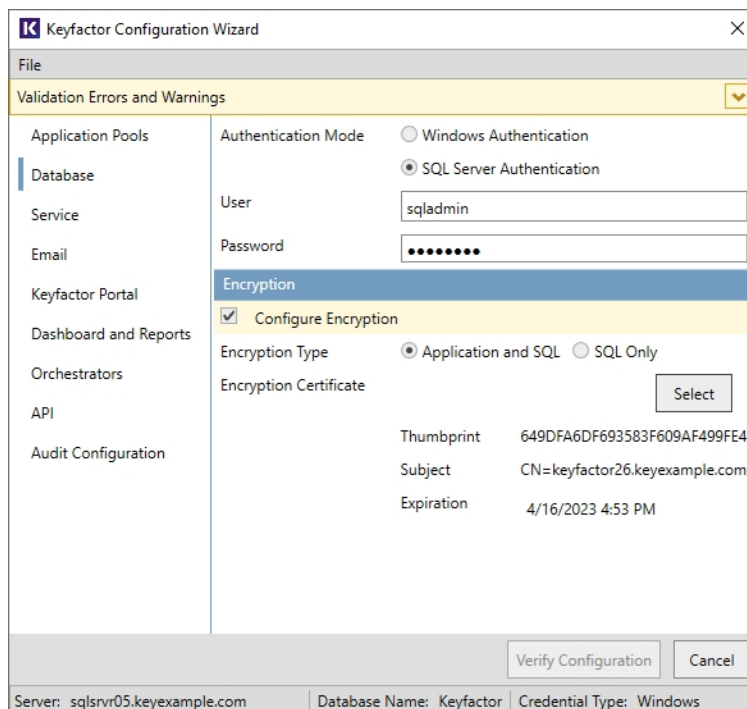 Keyfactor Configuration Wizard
File
Validation Errors and Warnings
Application Pools
Database
Service
Email
Keyfactor Portal
Dashboard and Reports
Orchestrators
API
Audit Configuration
Authentication Mode
Windows Authentication
SQL Server Authentication
User
sqladmin
Password
••••••••
Encryption
Configure Encryption
Encryption Type
Application and SQL
SQL Only
Encryption Certificate
Select
Thumbprint 649DFA6DF693583F609AF499FE4
Subject CN=keyfactor26.keyexample.com
Expiration 4/16/2023 4:53 PM
Verify Configuration
Cancel
Server: sqlsrvr05.keyexample.com
Database Name: Keyfactor
Credential Type: Windows